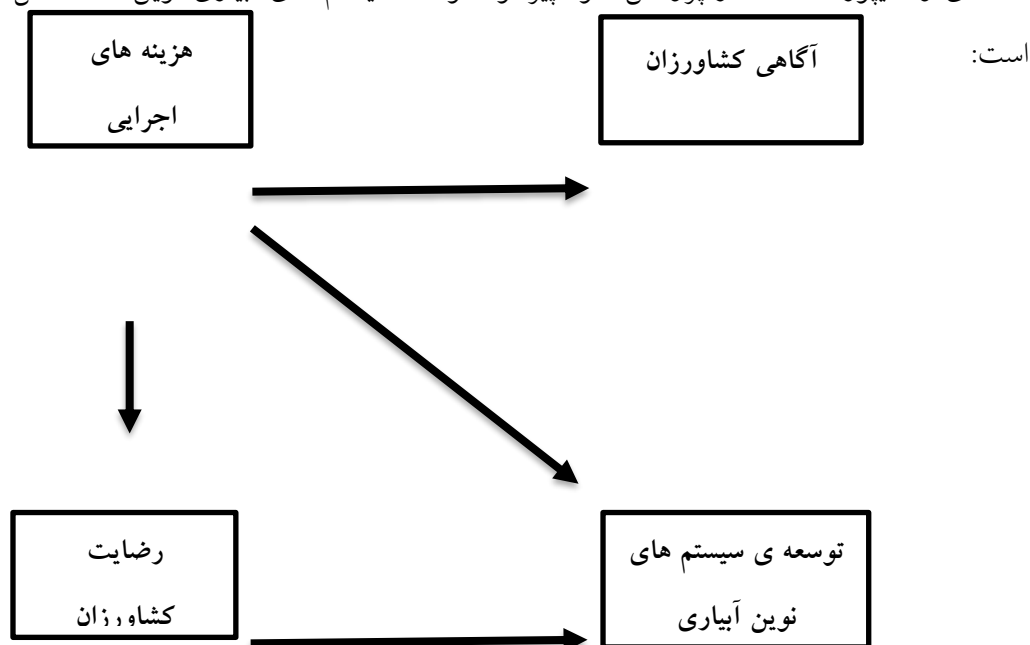 است:
هزینه های
اجرایی
آگاهی کشاورزان
رضایت
کشاورزان
توسعه ی سیستم های
نوین آبیاری